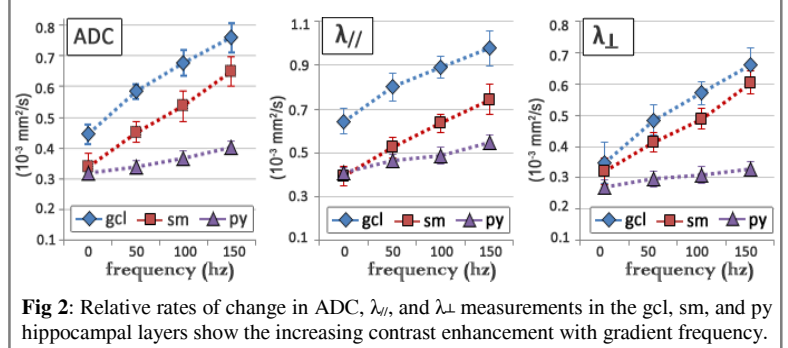 ADC
0.8
0.7
0.6
0.5
0.4
0.3
0.2
0.1
(10⁻³ mm²/s)
0 50 100 150
frequency (hz)
gcl sm py
λ//
1.1
0.9
0.7
0.5
0.3
0.1
(10⁻³ mm²/s)
0 50 100 150
frequency (hz)
gcl sm py
λ⊥
0.8
0.7
0.6
0.5
0.4
0.3
0.2
0.1
(10⁻³ mm²/s)
0 50 100 150
frequency (hz)
gcl sm py
Fig 2: Relative rates of change in ADC, λ//, and λ⊥ measurements in the gcl, sm, and py
hippocampal layers show the increasing contrast enhancement with gradient frequency.